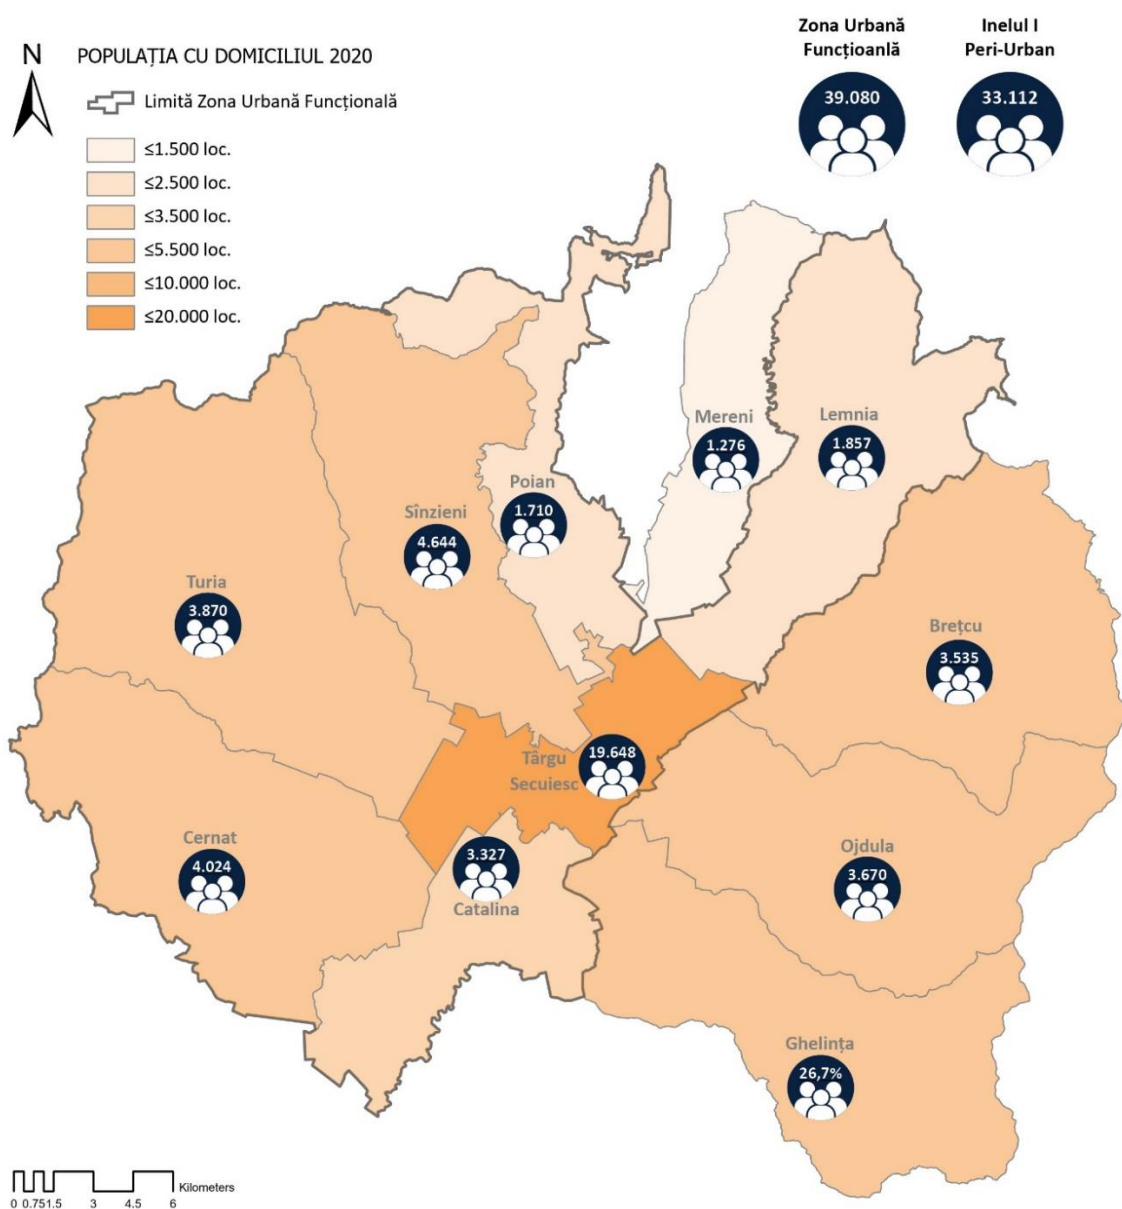 Zona Urbană
Funcțioanlă
39.080
Inelul I
Peri-Urban
33.112
N
POPULAȚIA CU DOMICILIUL 2020
Limită Zona Urbană Funcțională
≤1.500 loc.
≤2.500 loc.
≤3.500 loc.
≤5.500 loc.
≤10.000 loc.
≤20.000 loc.
Mereni
1.276
Lemnia
1.857
Poian
1.710
Sînzieni
4.644
Turia
3.870
Brețcu
3.535
Târgu
Secuiesc
19.648
Cernat
4.024
3.327
Catalina
Ojdula
3.670
Ghelința
26,7%
Kilometers
0 0.751.5 3 4.5 6